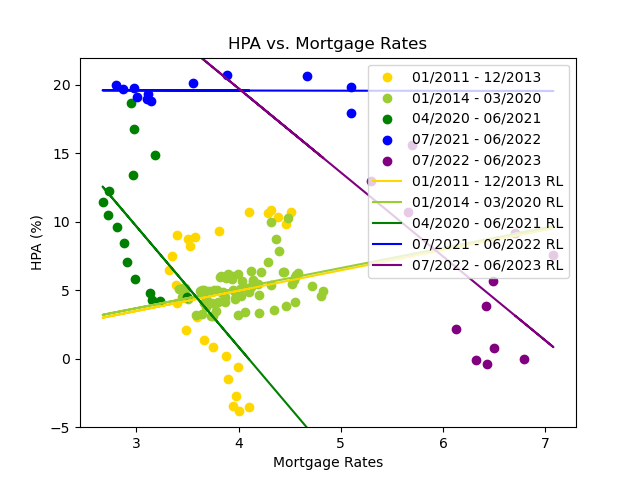 HPA vs. Mortgage Rates
HPA (%)
20
15
10
5
0
−5
01/2011 - 12/2013
01/2014 - 03/2020
04/2020 - 06/2021
07/2021 - 06/2022
07/2022 - 06/2023
01/2011 - 12/2013 RL
01/2014 - 03/2020 RL
04/2020 - 06/2021 RL
07/2021 - 06/2022 RL
07/2022 - 06/2023 RL
3 4 5 6 7
Mortgage Rates